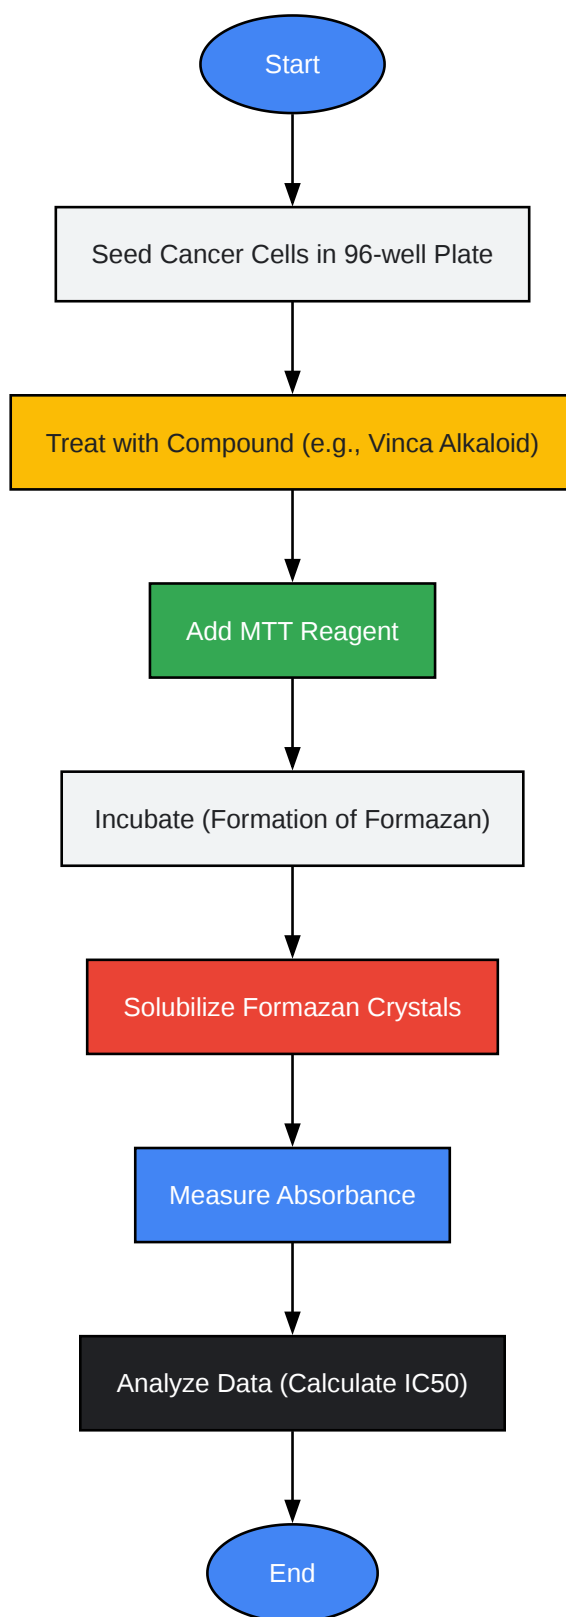 Start
Seed Cancer Cells in 96-well Plate
Treat with Compound (e.g., Vinca Alkaloid)
Add MTT Reagent
Incubate (Formation of Formazan)
Solubilize Formazan Crystals
Measure Absorbance
Analyze Data (Calculate IC50)
End